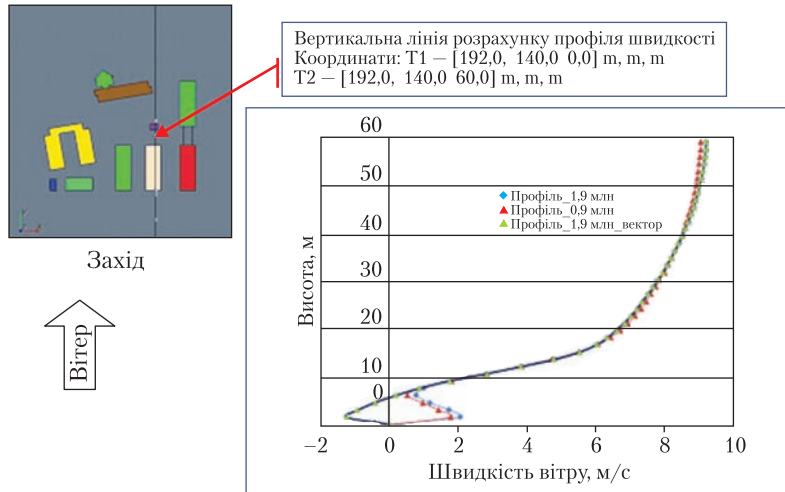 Вертикальна лінія розрахунку профіля швидкості
Координати: Т1 – [192,0, 140,0 0,0] m, m, m
Т2 – [192,0, 140,0 60,0] m, m, m
Захід
Вітер
Висота, м
60
50
40
30
20
10
0
Профіль_1,9 млн
Профіль_0,9 млн
Профіль_1,9 млн_вектор
–2 0 2 4 6 8 10
Швидкість вітру, м/с